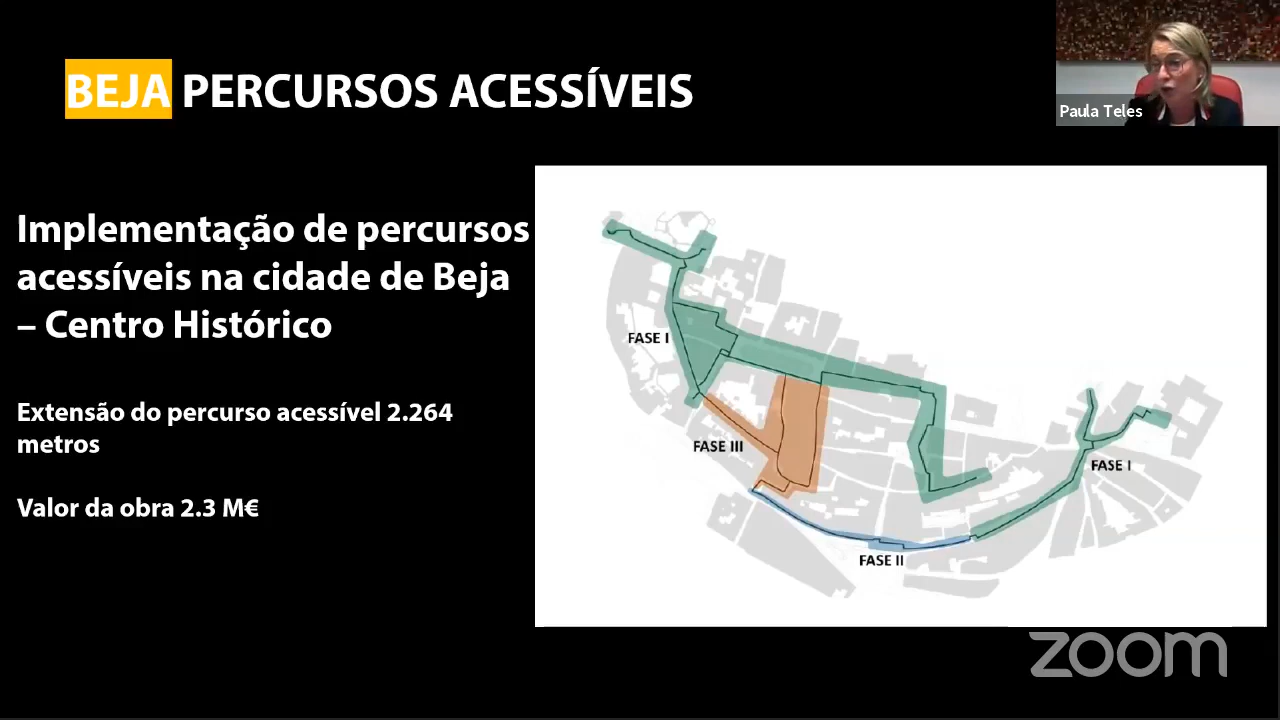 BEJA PERCURSOS ACESSÍVEIS
Paula Teles
Implementação de percursos
acessíveis na cidade de Beja
– Centro Histórico
Extensão do percurso acessível 2.264
metros
Valor da obra 2.3 M€
FASE I
FASE III
FASE I
FASE II
zoom